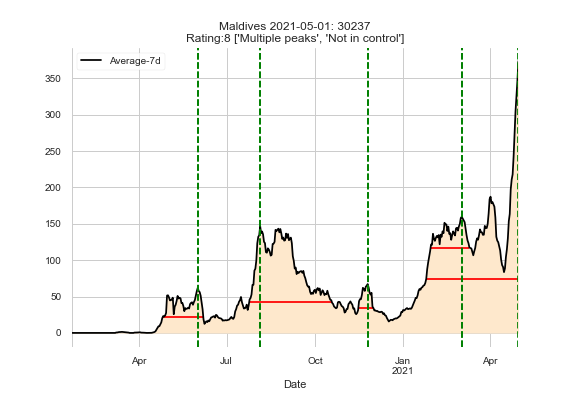 Maldives 2021-05-01: 30237
Rating:8 ['Multiple peaks', 'Not in control']
Average-7d
350
300
250
200
150
100
50
0
Apr Jul Oct Jan Apr
2021
Date